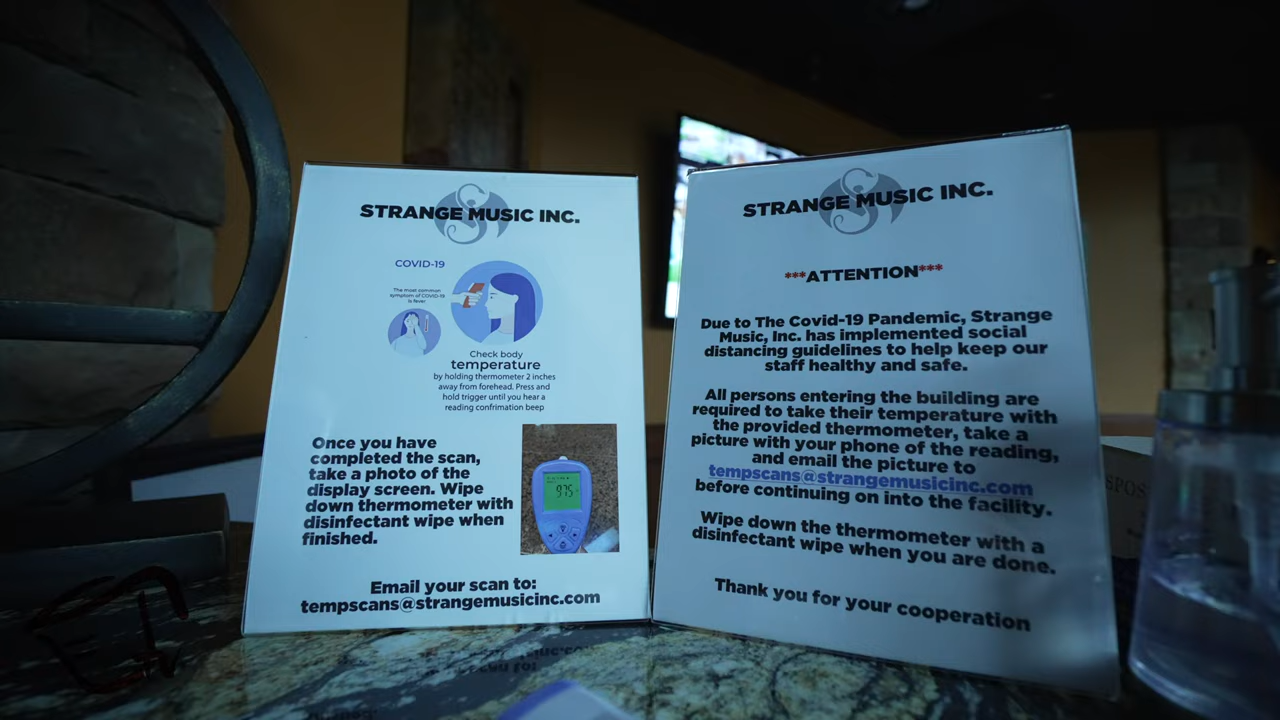 STRANGE MUSIC INC.
COVID-19
The most common
symptom of COVID-19
is fever
Check body
temperature
by holding thermometer 2 inches
away from forehead. Press and
hold trigger until you hear a
reading confrimation beep
Once you have
completed the scan,
take a photo of the
display screen. Wipe
down thermometer with
disinfectant wipe when
finished.
975
Email your scan to:
tempscans@strangemusicinc.com
STRANGE MUSIC INC.
***ATTENTION***
Due to The Covid-19 Pandemic, Strange
Music, Inc. has implemented social
distancing guidelines to help keep our
staff healthy and safe.
All persons entering the building are
required to take their temperature with
the provided thermometer, take a
picture with your phone of the reading,
and email the picture to
tempscans@strangemusicinc.com
before continuing on into the facility.
Wipe down the thermometer with a
disinfectant wipe when you are done.
Thank you for your cooperation